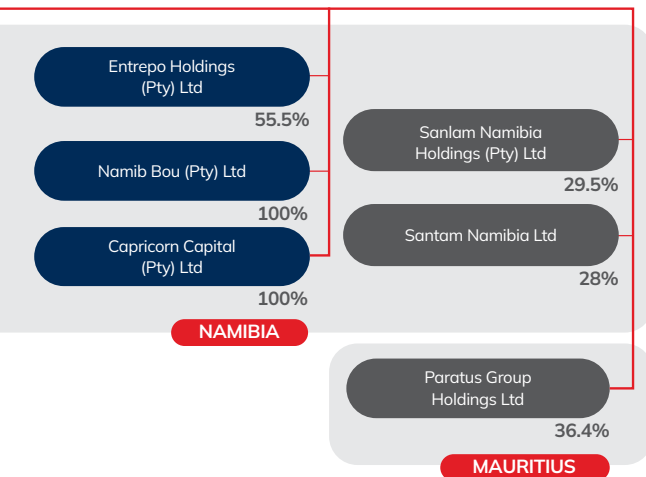 Entrepo Holdings
(Pty) Ltd
55.5%
Namib Bou (Pty) Ltd
100%
Capricorn Capital
(Pty) Ltd
100%
NAMIBIA
Sanlam Namibia
Holdings (Pty) Ltd
29.5%
Santam Namibia Ltd
28%
Paratus Group
Holdings Ltd
36.4%
MAURITIUS